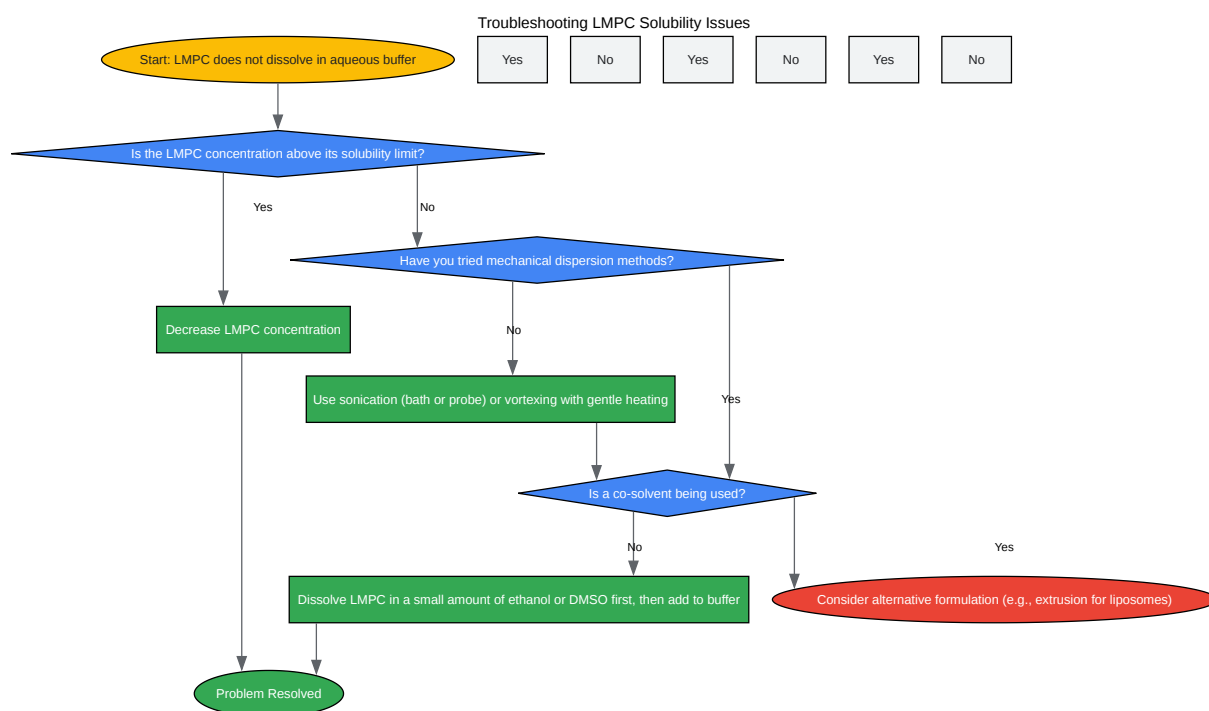 Troubleshooting LMPC Solubility Issues
Start: LMPC does not dissolve in aqueous buffer
Yes
No
Yes
No
Yes
No
Is the LMPC concentration above its solubility limit?
Yes
No
Have you tried mechanical dispersion methods?
Decrease LMPC concentration
No
Use sonication (bath or probe) or vortexing with gentle heating
Yes
Is a co-solvent being used?
No
Yes
Dissolve LMPC in a small amount of ethanol or DMSO first, then add to buffer
Consider alternative formulation (e.g., extrusion for liposomes)
Problem Resolved